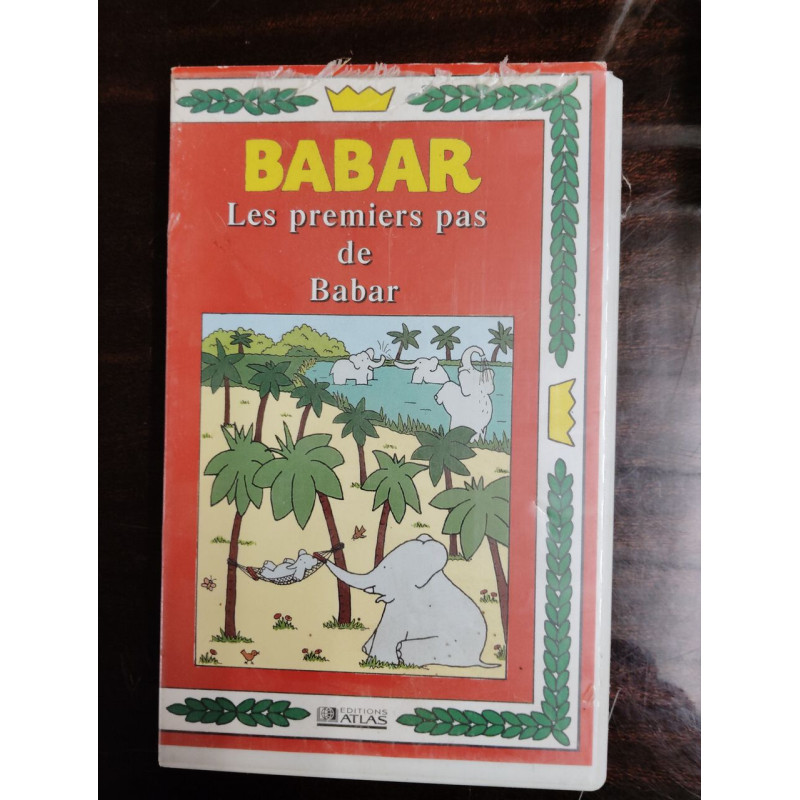 BABAR
Les premiers pas
de
Babar
EDITIONS
ATLAS